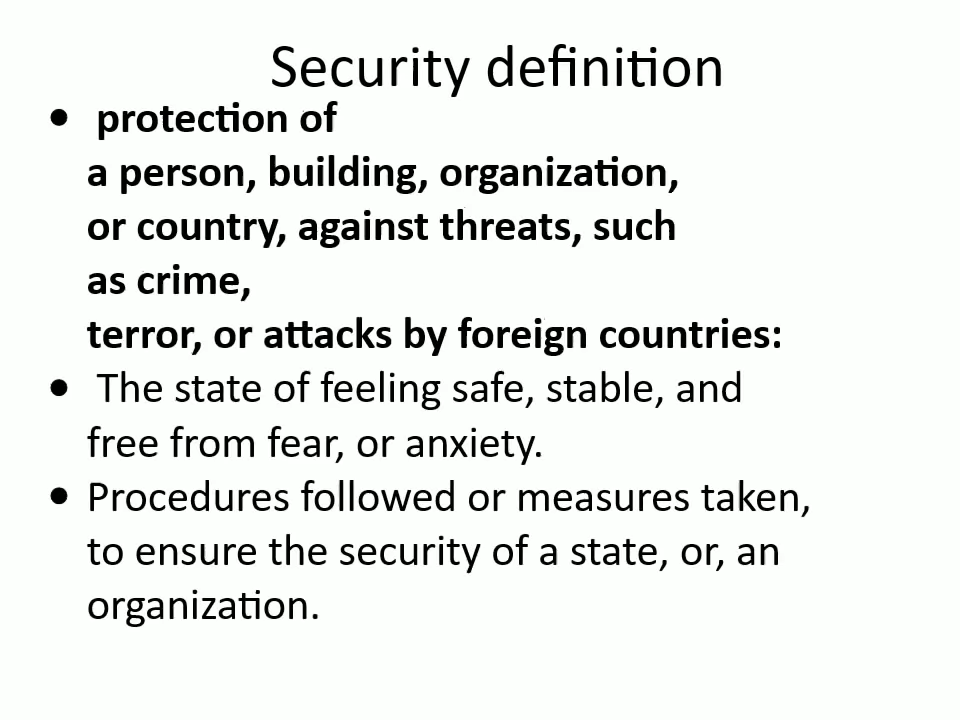 Security definition
• protection of
a person, building, organization,
or country, against threats, such
as crime,
terror, or attacks by foreign countries:
• The state of feeling safe, stable, and
free from fear, or anxiety.
• Procedures followed or measures taken,
to ensure the security of a state, or, an
organization.